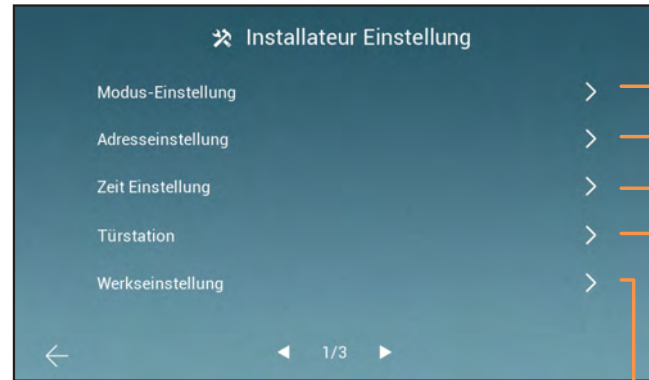 Installateur Einstellung
Modus-Einstellung
Adresseinstellung
Zeit Einstellung
Türstation
Werkseinstellung
1/3